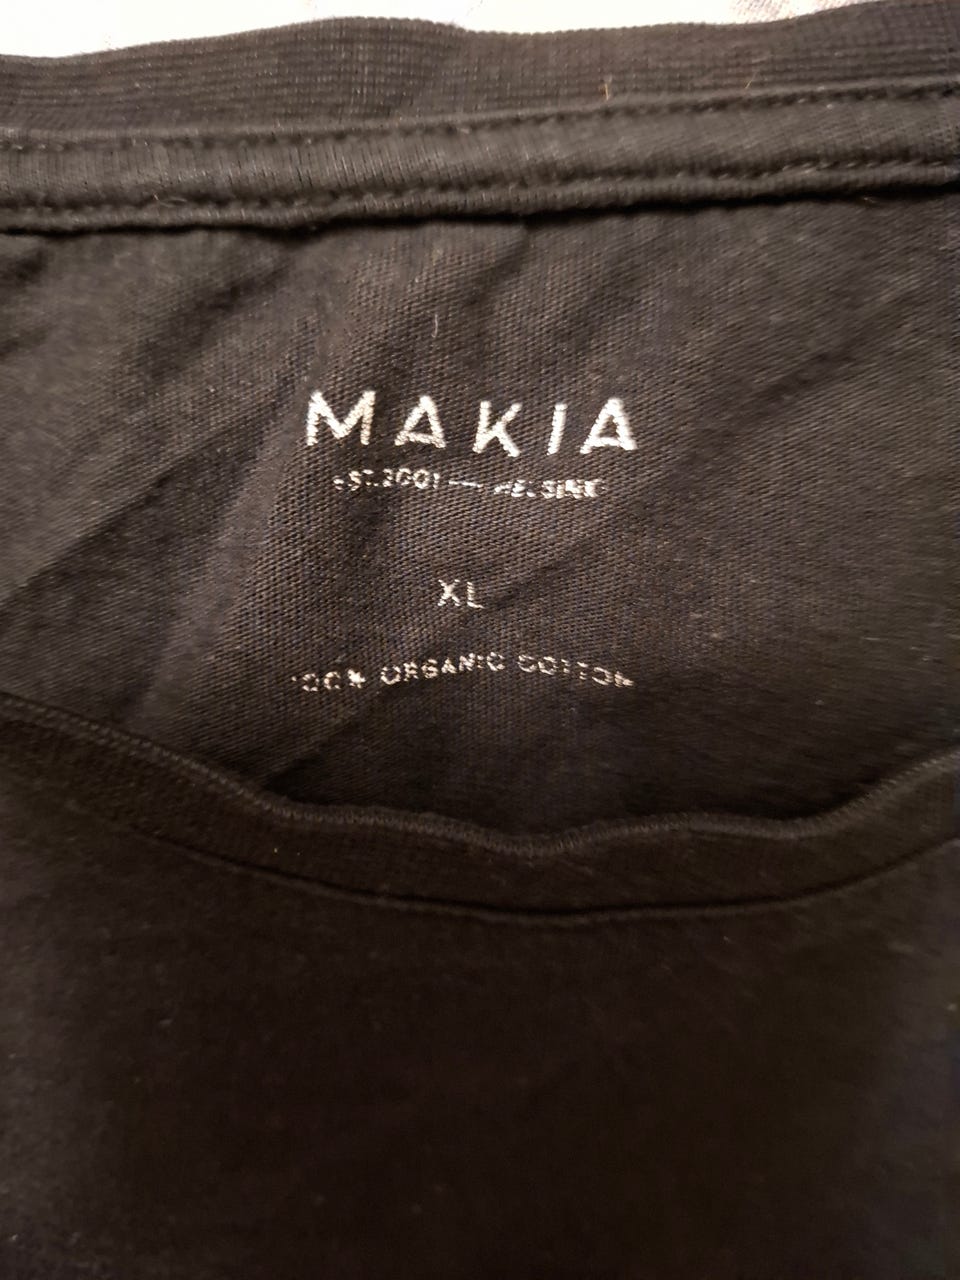 MAKIA
EST. 2001 — HELSINKI
XL
100% ORGANIC COTTON